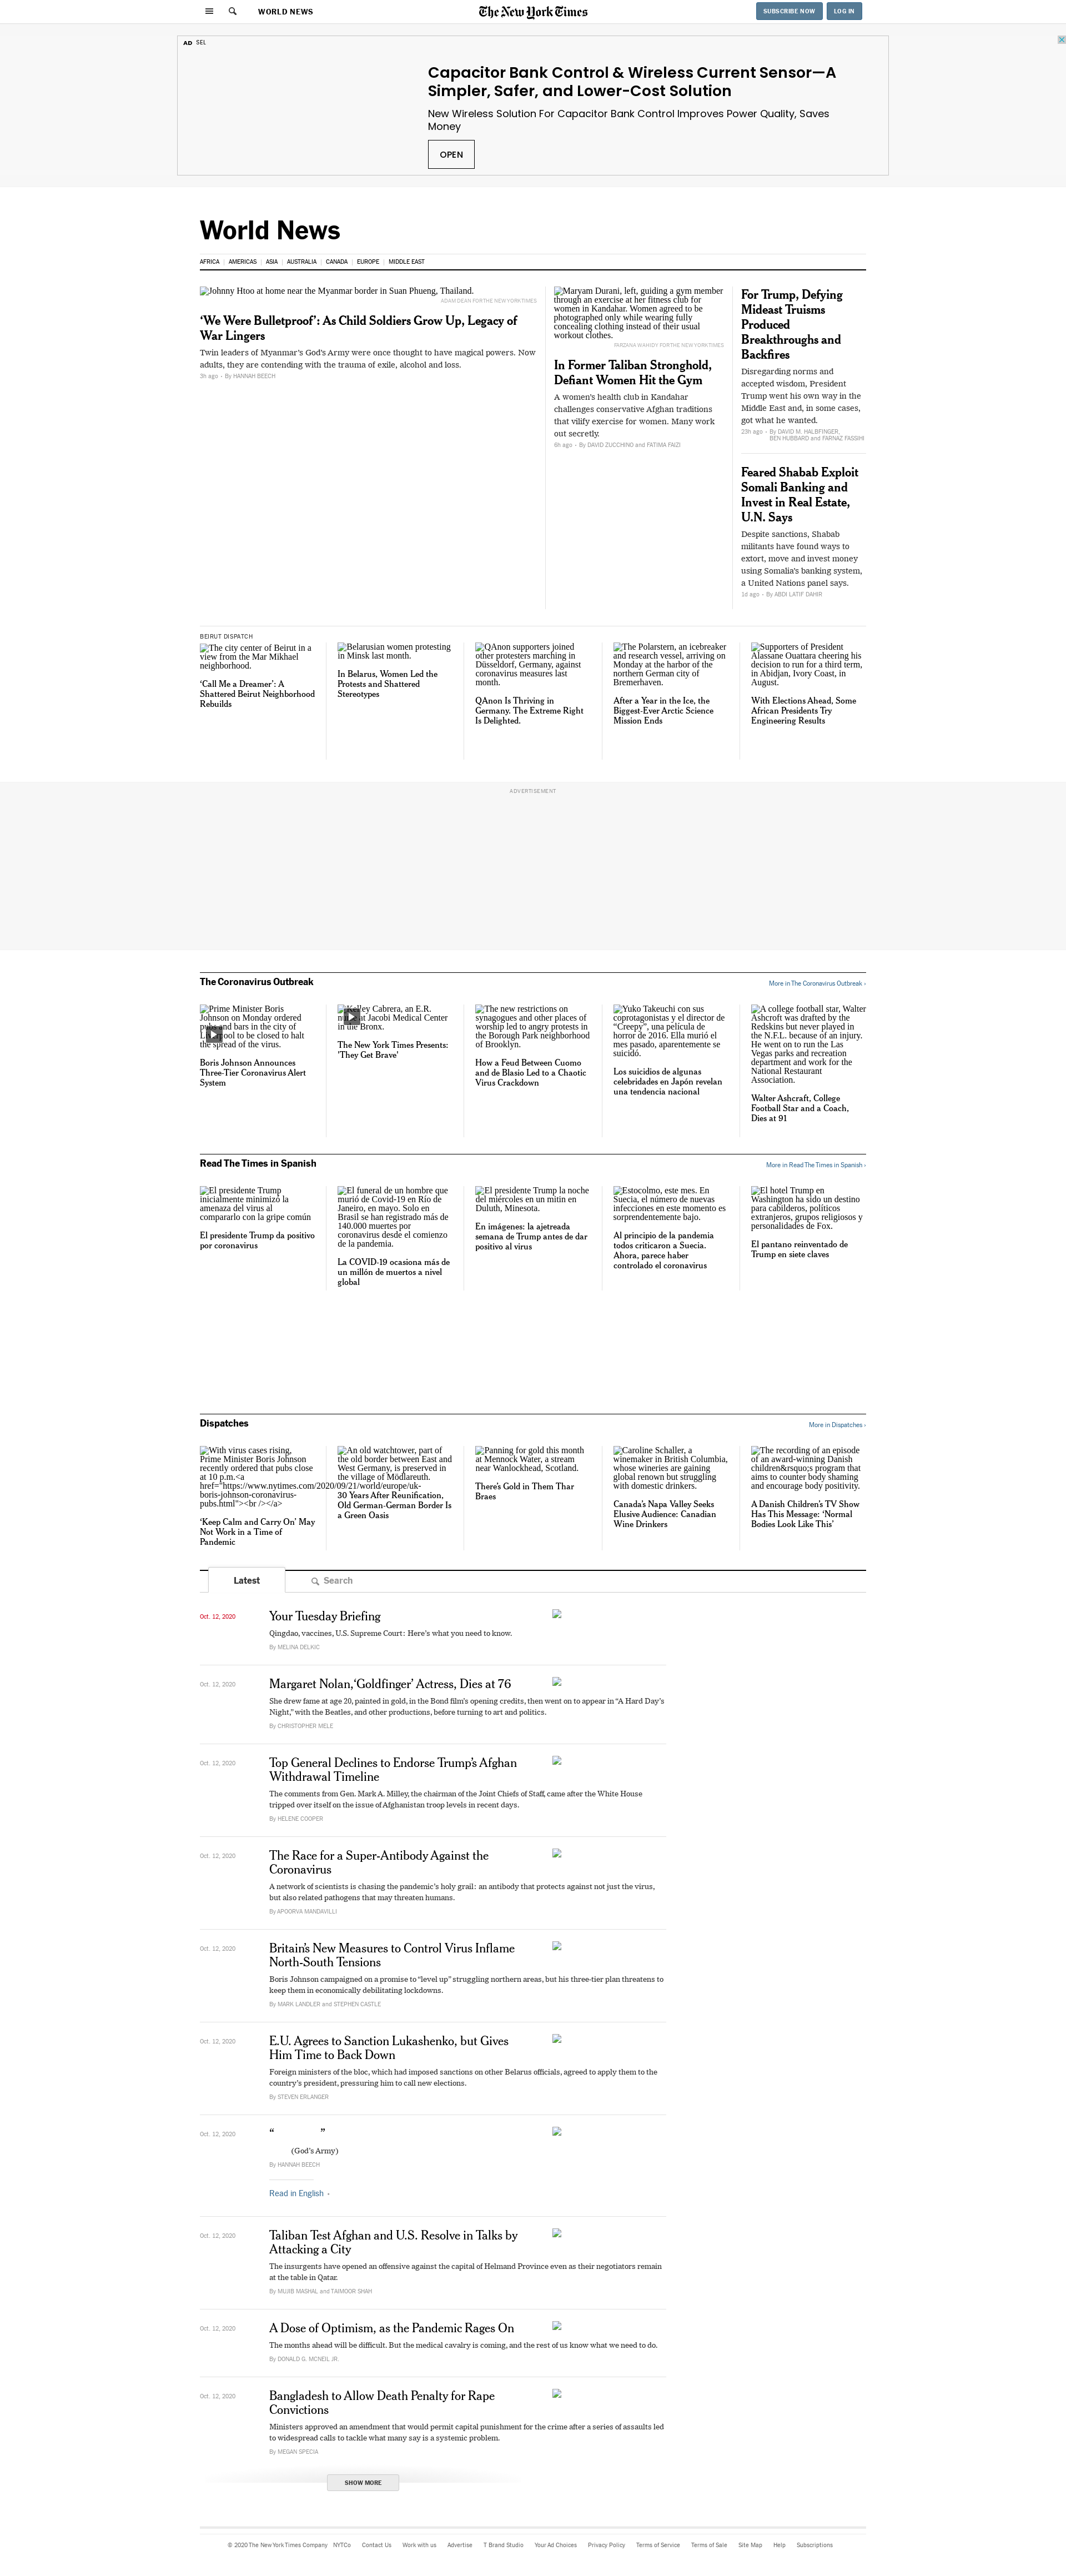 WORLD NEWS
The New York Times
SUBSCRIBE NOW
LOG IN
AD SEL
Capacitor Bank Control & Wireless Current Sensor—A
Simpler, Safer, and Lower-Cost Solution
New Wireless Solution For Capacitor Bank Control Improves Power Quality, Saves
Money
OPEN
World News
AFRICA
AMERICAS
ASIA
AUSTRALIA
CANADA
EUROPE
MIDDLE EAST
Johnny Htoo at home near the Myanmar border in Suan Phueng, Thailand.
ADAM DEAN FOR THE NEW YORK TIMES
‘We Were Bulletproof’: As Child Soldiers Grow Up, Legacy of
War Lingers
Twin leaders of Myanmar’s God’s Army were once thought to have magical powers. Now
adults, they are contending with the trauma of exile, alcohol and loss.
3h ago - By HANNAH BEECH
Maryam Durani, left, guiding a gym member
through an exercise at her fitness club for
women in Kandahar. Women agreed to be
photographed only while wearing fully
concealing clothing instead of their usual
workout clothes.
FARZANA WAHIDY FOR THE NEW YORK TIMES
In Former Taliban Stronghold,
Defiant Women Hit the Gym
A women’s health club in Kandahar
challenges conservative Afghan traditions
that vilify exercise for women. Many work
out secretly.
6h ago - By DAVID ZUCCHINO and FATIMA FAIZI
For Trump, Defying
Mideast Truisms
Produced
Breakthroughs and
Backfires
Disregarding norms and
accepted wisdom, President
Trump went his own way in the
Middle East and, in some cases,
got what he wanted.
23h ago - By DAVID M. HALBFINGER,
BEN HUBBARD and FARNAZ FASSIHI
Feared Shabab Exploit
Somali Banking and
Invest in Real Estate,
U.N. Says
Despite sanctions, Shabab
militants have found ways to
extort, move and invest money
using Somalia’s banking system,
a United Nations panel says.
1d ago - By ABDI LATIF DAHIR
BEIRUT DISPATCH
The city center of Beirut in a
view from the Mar Mikhael
neighborhood.
‘Call Me a Dreamer’: A
Shattered Beirut Neighborhood
Rebuilds
Belarusian women protesting
in Minsk last month.
In Belarus, Women Led the
Protests and Shattered
Stereotypes
QAnon supporters joined
other protesters marching in
Düsseldorf, Germany, against
coronavirus measures last
month.
QAnon Is Thriving in
Germany. The Extreme Right
Is Delighted.
The Polarstern, an icebreaker
and research vessel, arriving on
Monday at the harbor of the
northern German city of
Bremerhaven.
After a Year in the Ice, the
Biggest-Ever Arctic Science
Mission Ends
Supporters of President
Alassane Ouattara cheering his
decision to run for a third term,
in Abidjan, Ivory Coast, in
August.
With Elections Ahead, Some
African Presidents Try
Engineering Results
ADVERTISEMENT
The Coronavirus Outbreak
More in The Coronavirus Outbreak ›
Prime Minister Boris
Johnson on Monday ordered
and bars in the city of
ool to be closed to halt
the spread of the virus.
Boris Johnson Announces
Three-Tier Coronavirus Alert
System
Cabrera, an E.R.
Jacobi Medical Center
in the Bronx.
The New York Times Presents:
'They Get Brave'
The new restrictions on
synagogues and other places of
worship led to angry protests in
the Borough Park neighborhood
of Brooklyn.
How a Feud Between Cuomo
and de Blasio Led to a Chaotic
Virus Crackdown
Yuko Takeuchi con sus
coprotagonistas y el director de
“Creepy”, una película de
horror de 2016. Ella murió el
mes pasado, aparentemente se
suicidó.
Los suicidios de algunas
celebridades en Japón revelan
una tendencia nacional
A college football star, Walter
Ashcroft was drafted by the
Redskins but never played in
the N.F.L. because of an injury.
He went on to run the Las
Vegas parks and recreation
department and work for the
National Restaurant
Association.
Walter Ashcraft, College
Football Star and a Coach,
Dies at 91
Read The Times in Spanish
More in Read The Times in Spanish ›
El presidente Trump
inicialmente minimizó la
amenaza del virus al
compararlo con la gripe común
El presidente Trump da positivo
por coronavirus
El funeral de un hombre que
murió de Covid-19 en Río de
Janeiro, en mayo. Solo en
Brasil se han registrado más de
140.000 muertes por
coronavirus desde el comienzo
de la pandemia.
La COVID-19 ocasiona más de
un millón de muertos a nivel
global
El presidente Trump la noche
del miércoles en un mitin en
Duluth, Minesota.
En imágenes: la ajetreada
semana de Trump antes de dar
positivo al virus
Estocolmo, este mes. En
Suecia, el número de nuevas
infecciones en este momento es
sorprendentemente bajo.
Al principio de la pandemia
todos criticaron a Suecia.
Ahora, parece haber
controlado el coronavirus
El hotel Trump en
Washington ha sido un destino
para cabilderos, políticos
extranjeros, grupos religiosos y
personalidades de Fox.
El pantano reinventado de
Trump en siete claves
Dispatches
More in Dispatches ›
With virus cases rising,
Prime Minister Boris Johnson
recently ordered that pubs close
at 10 p.m.<a
href="https://www.nytimes.com/2020/09/21/world/europe/uk-
boris-johnson-coronavirus-
pubs.html"><br /></a>
‘Keep Calm and Carry On’ May
Not Work in a Time of
Pandemic
An old watchtower, part of
the old border between East and
West Germany, is preserved in
the village of Mödlareuth.
30 Years After Reunification,
Old German-German Border Is
a Green Oasis
Panning for gold this month
at Mennock Water, a stream
near Wanlockhead, Scotland.
There’s Gold in Them Thar
Braes
Caroline Schaller, a
winemaker in British Columbia,
whose wineries are gaining
global renown but struggling
with domestic drinkers.
Canada’s Napa Valley Seeks
Elusive Audience: Canadian
Wine Drinkers
The recording of an episode
of an award-winning Danish
children&rsquo;s program that
aims to counter body shaming
and encourage body positivity.
A Danish Children’s TV Show
Has This Message: ‘Normal
Bodies Look Like This’
Latest
Search
Oct. 12, 2020
Your Tuesday Briefing
Qingdao, vaccines, U.S. Supreme Court: Here’s what you need to know.
By MELINA DELKIC
Oct. 12, 2020
Margaret Nolan, ‘Goldfinger’ Actress, Dies at 76
She drew fame at age 20, painted in gold, in the Bond film’s opening credits, then went on to appear in “A Hard Day’s
Night,” with the Beatles, and other productions, before turning to art and politics.
By CHRISTOPHER MELE
Oct. 12, 2020
Top General Declines to Endorse Trump’s Afghan
Withdrawal Timeline
The comments from Gen. Mark A. Milley, the chairman of the Joint Chiefs of Staff, came after the White House
tripped over itself on the issue of Afghanistan troop levels in recent days.
By HELENE COOPER
Oct. 12, 2020
The Race for a Super-Antibody Against the
Coronavirus
A network of scientists is chasing the pandemic’s holy grail: an antibody that protects against not just the virus,
but also related pathogens that may threaten humans.
By APOORVA MANDAVILLI
Oct. 12, 2020
Britain’s New Measures to Control Virus Inflame
North-South Tensions
Boris Johnson campaigned on a promise to “level up” struggling northern areas, but his three-tier plan threatens to
keep them in economically debilitating lockdowns.
By MARK LANDLER and STEPHEN CASTLE
Oct. 12, 2020
E.U. Agrees to Sanction Lukashenko, but Gives
Him Time to Back Down
Foreign ministers of the bloc, which had imposed sanctions on other Belarus officials, agreed to apply them to the
country’s president, pressuring him to call new elections.
By STEVEN ERLANGER
Oct. 12, 2020
“ ”
(God’s Army)
By HANNAH BEECH
Read in English
Oct. 12, 2020
Taliban Test Afghan and U.S. Resolve in Talks by
Attacking a City
The insurgents have opened an offensive against the capital of Helmand Province even as their negotiators remain
at the table in Qatar.
By MUJIB MASHAL and TAIMOOR SHAH
Oct. 12, 2020
A Dose of Optimism, as the Pandemic Rages On
The months ahead will be difficult. But the medical cavalry is coming, and the rest of us know what we need to do.
By DONALD G. MCNEIL JR.
Oct. 12, 2020
Bangladesh to Allow Death Penalty for Rape
Convictions
Ministers approved an amendment that would permit capital punishment for the crime after a series of assaults led
to widespread calls to tackle what many say is a systemic problem.
By MEGAN SPECIA
SHOW MORE
© 2020 The New York Times Company
NYTCo
Contact Us
Work with us
Advertise
T Brand Studio
Your Ad Choices
Privacy Policy
Terms of Service
Terms of Sale
Site Map
Help
Subscriptions